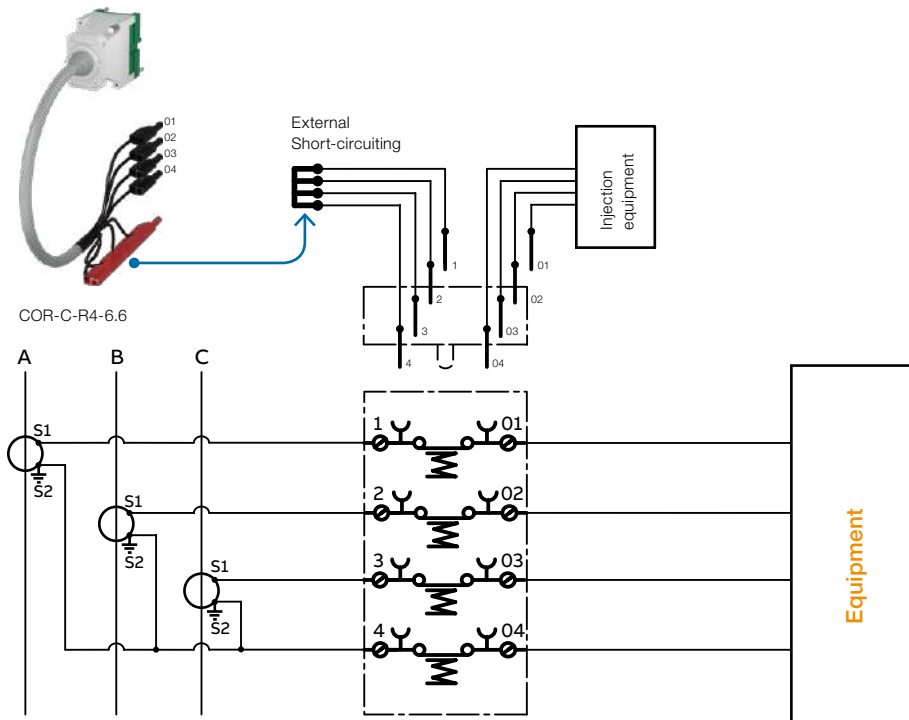 01
02
03
04
External
Short-circuiting
Injection
equipment
1
01
2
02
3
03
4
04
COR-C-R4-6.6
A
B
C
S1
S2
S1
S2
S1
S2
1
01
2
02
3
03
4
04
Equipment